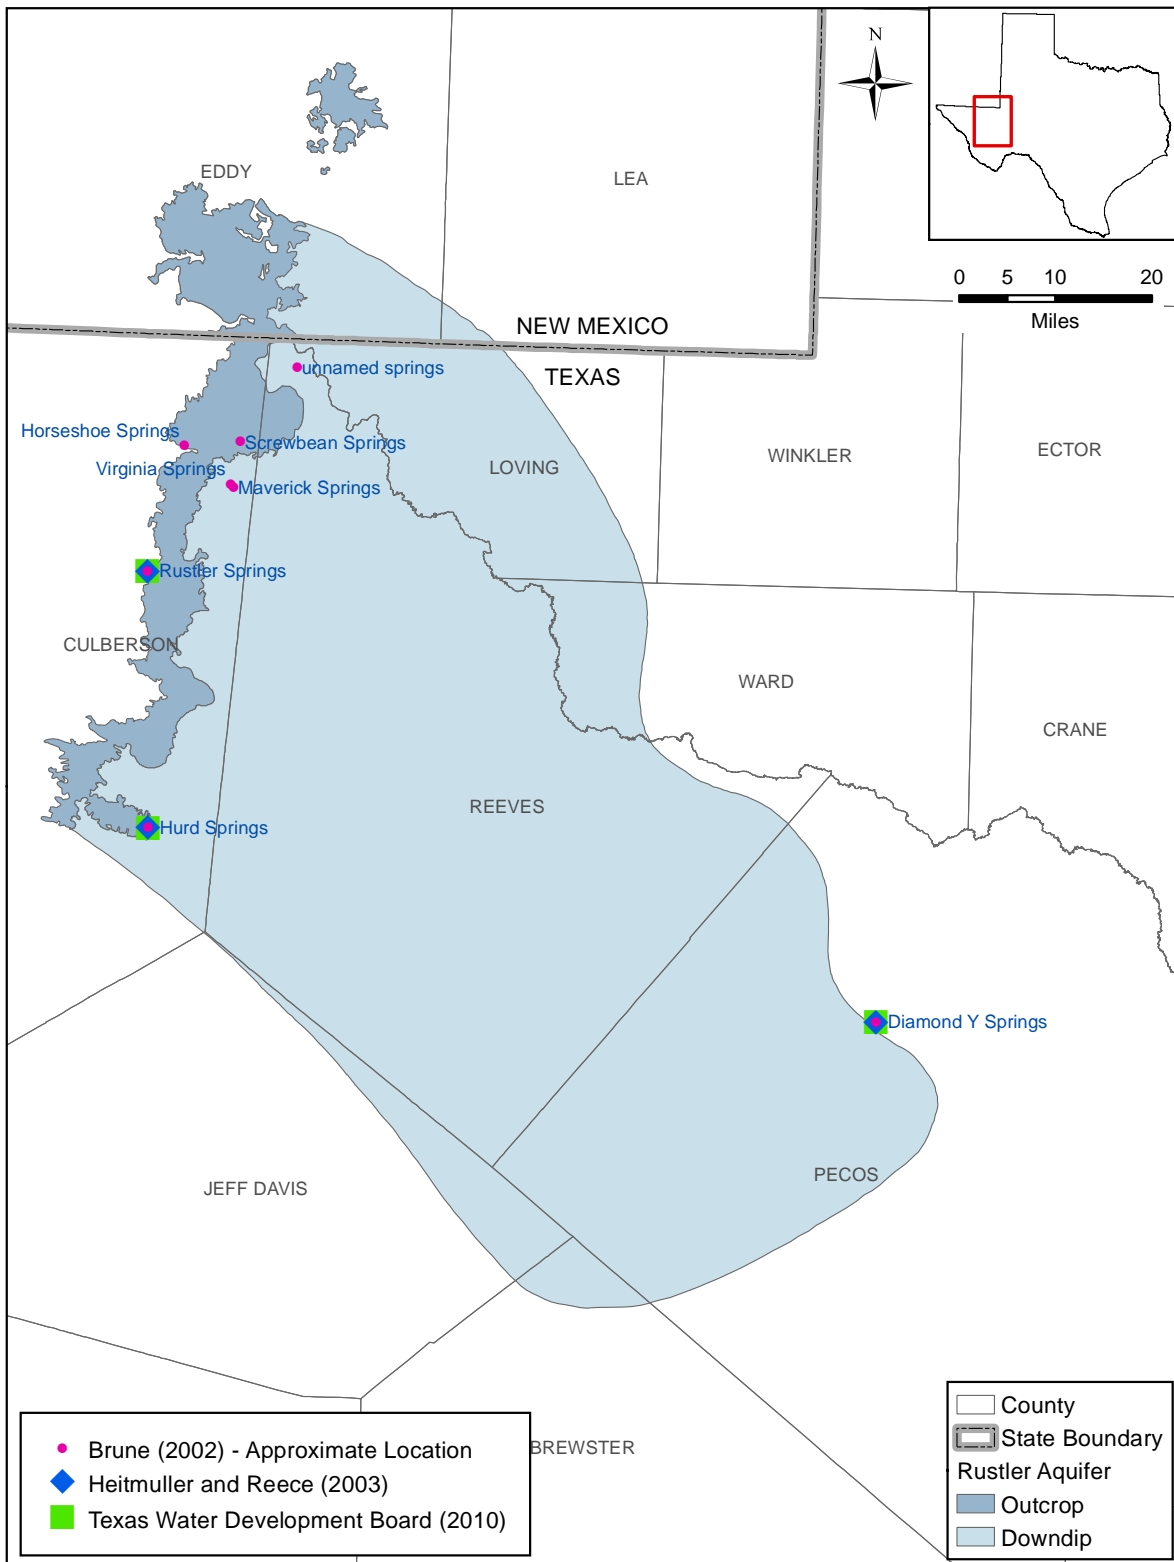 N
EDDY
LEA
0 5 10 20
Miles
NEW MEXICO
TEXAS
unnamed springs
Horseshoe Springs
Screwbean Springs
Virginia Springs
Maverick Springs
LOVING
WINKLER
ECTOR
Rustler Springs
CULBERSON
WARD
CRANE
REEVES
Hurd Springs
Diamond Y Springs
PECOS
JEFF DAVIS
BREWSTER
Brune (2002) - Approximate Location
Heitmuller and Reece (2003)
Texas Water Development Board (2010)
County
State Boundary
Rustler Aquifer
Outcrop
Downdip